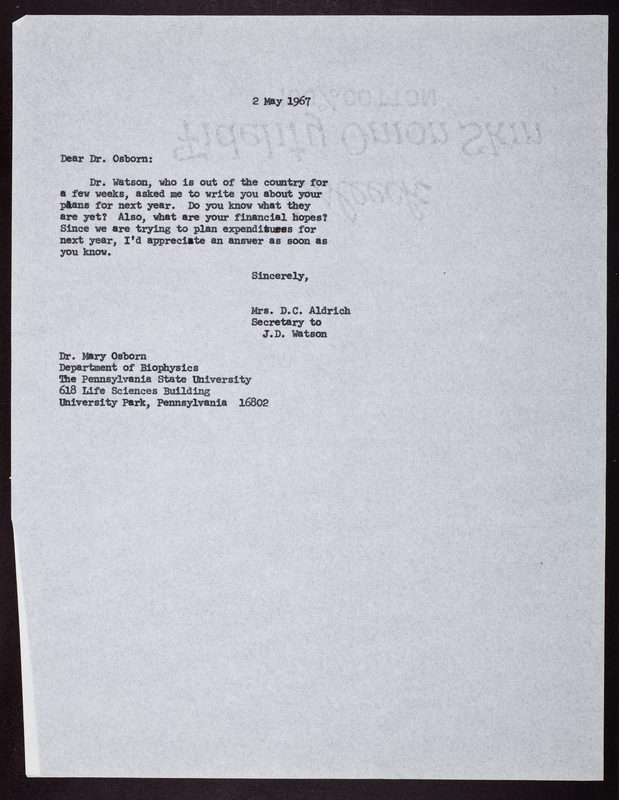 2 May 1967
Dear Dr. Osborn:
Dr. Watson, who is out of the country for
a few weeks, asked me to write you about your
plans for next year. Do you know what they
are yet? Also, what are your financial hopes?
Since we are trying to plan expenditures for
next year, I'd appreciate an answer as soon as
you know.
Sincerely,
Mrs. D.C. Aldrich
Secretary to
J.D. Watson
Dr. Mary Osborn
Department of Biophysics
The Pennsylvania State University
618 Life Sciences Building
University Park, Pennsylvania 16802
COTTON
Fidelity Onion Skin